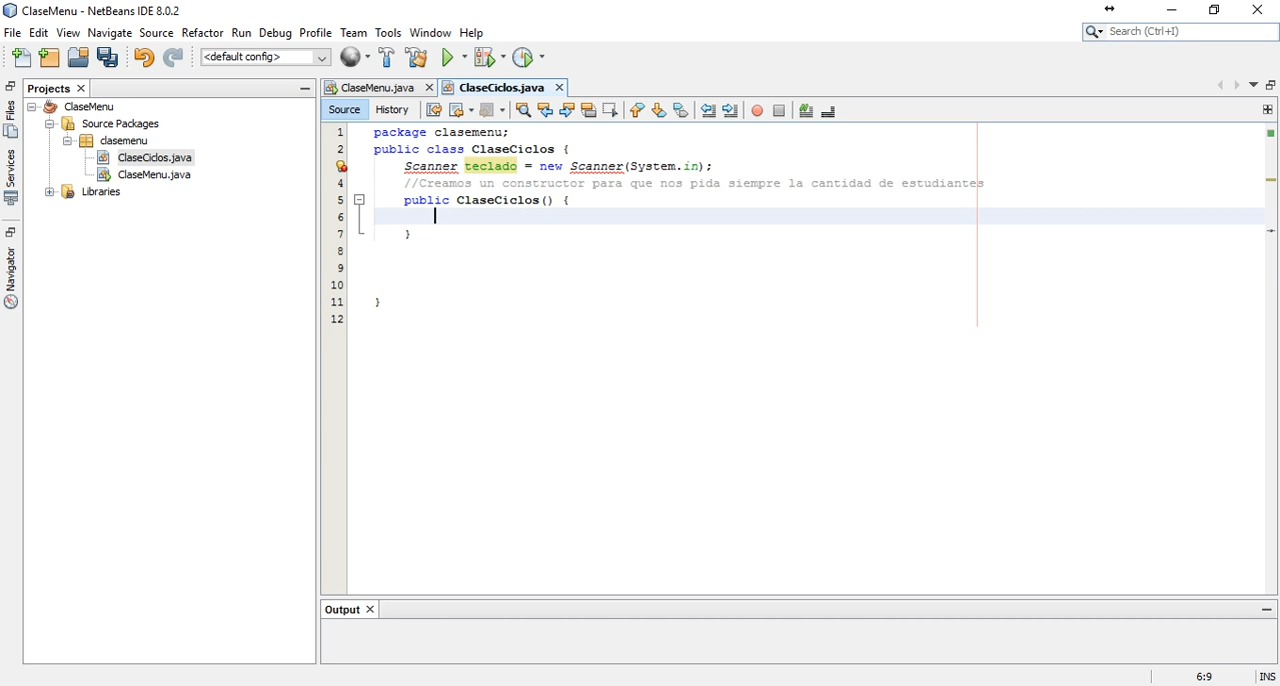 ClaseMenu - NetBeans IDE 8.0.2
File Edit View Navigate Source Refactor Run Debug Profile Team Tools Window Help
Search (Ctrl+I)
<default config>
Projects
ClaseMenu.java ClaseCiclos.java
Files
Services
Navigator
ClaseMenu
Source Packages
clasemenu
ClaseCiclos.java
ClaseMenu.java
Libraries
Source History
1 package clasemenu;
2 public class ClaseCiclos {
Scanner teclado = new Scanner(System.in);
4 //Creamos un constructor para que nos pida siempre la cantidad de estudiantes
5 public ClaseCiclos() {
6
7 }
8
9
10
11 }
12
Output
6:9 INS